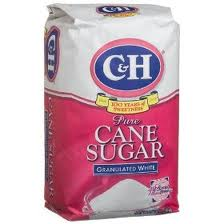 C&H
100 YEARS of
SWEETNESS
Pure
CANE
SUGAR
GRANULATED WHITE